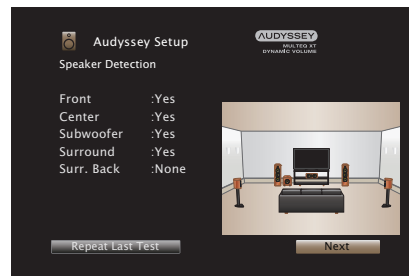 Audyssey Setup
AUDYSSEY
MULTEQ XT
DYNAMIC VOLUME
Speaker Detection
Front :Yes
Center :Yes
Subwoofer :Yes
Surround :Yes
Surr. Back :None
Repeat Last Test
Next